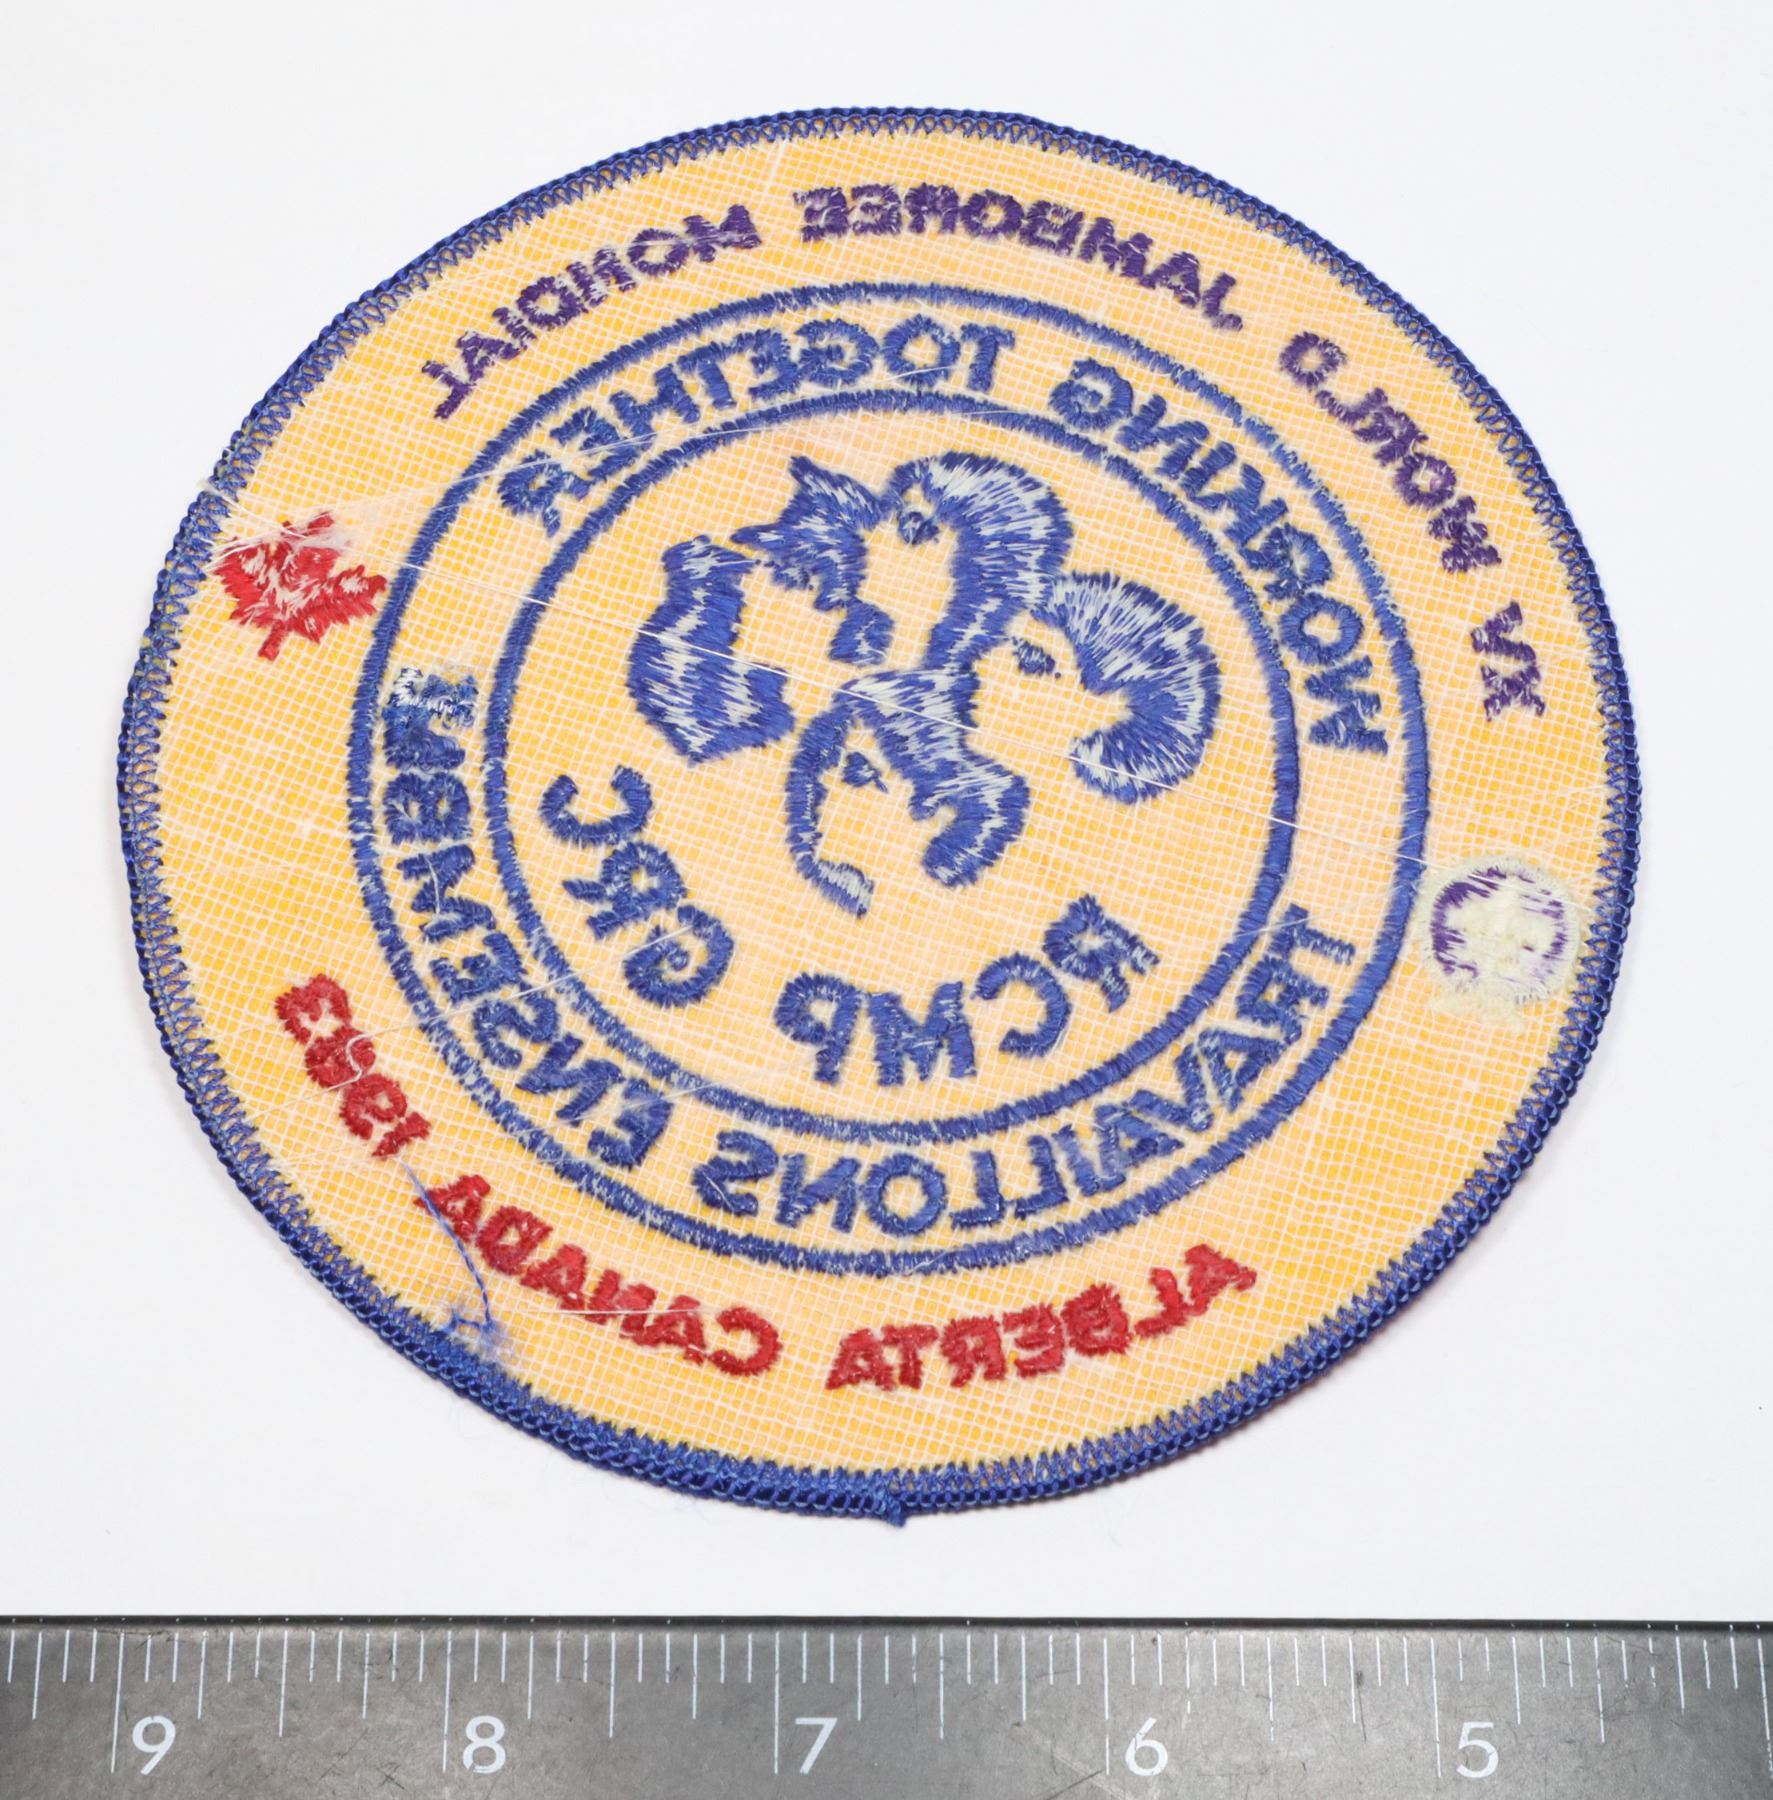 XV WORLD JAMBOREE MONDIAL
WORKING TOGETHER
RCMP GRC
TRAVAILLONS ENSEMBLE
ALBERTA CANADA 1983
9 8 7 6 5